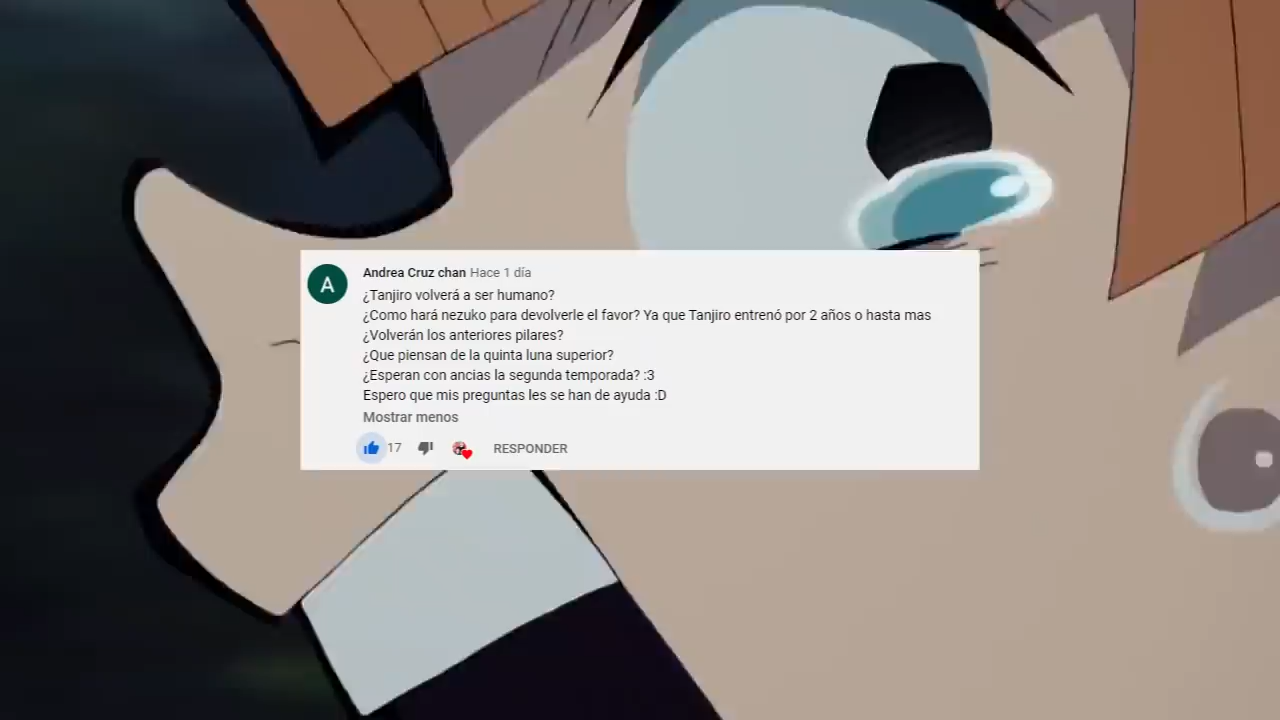 A
Andrea Cruz chan Hace 1 día
¿Tanjiro volverá a ser humano?
¿Como hará nezuko para devolverle el favor? Ya que Tanjiro entrenó por 2 años o hasta mas
¿Volverán los anteriores pilares?
¿Que piensan de la quinta luna superior?
¿Esperan con ancias la segunda temporada? :3
Espero que mis preguntas les se han de ayuda :D
Mostrar menos
17 RESPONDER